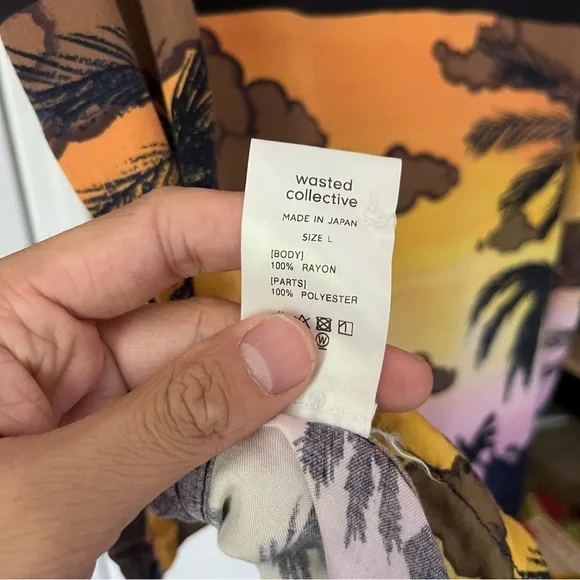 wasted
collective
MADE IN JAPAN
SIZE L
[BODY]
100% RAYON
[PARTS]
100% POLYESTER
W